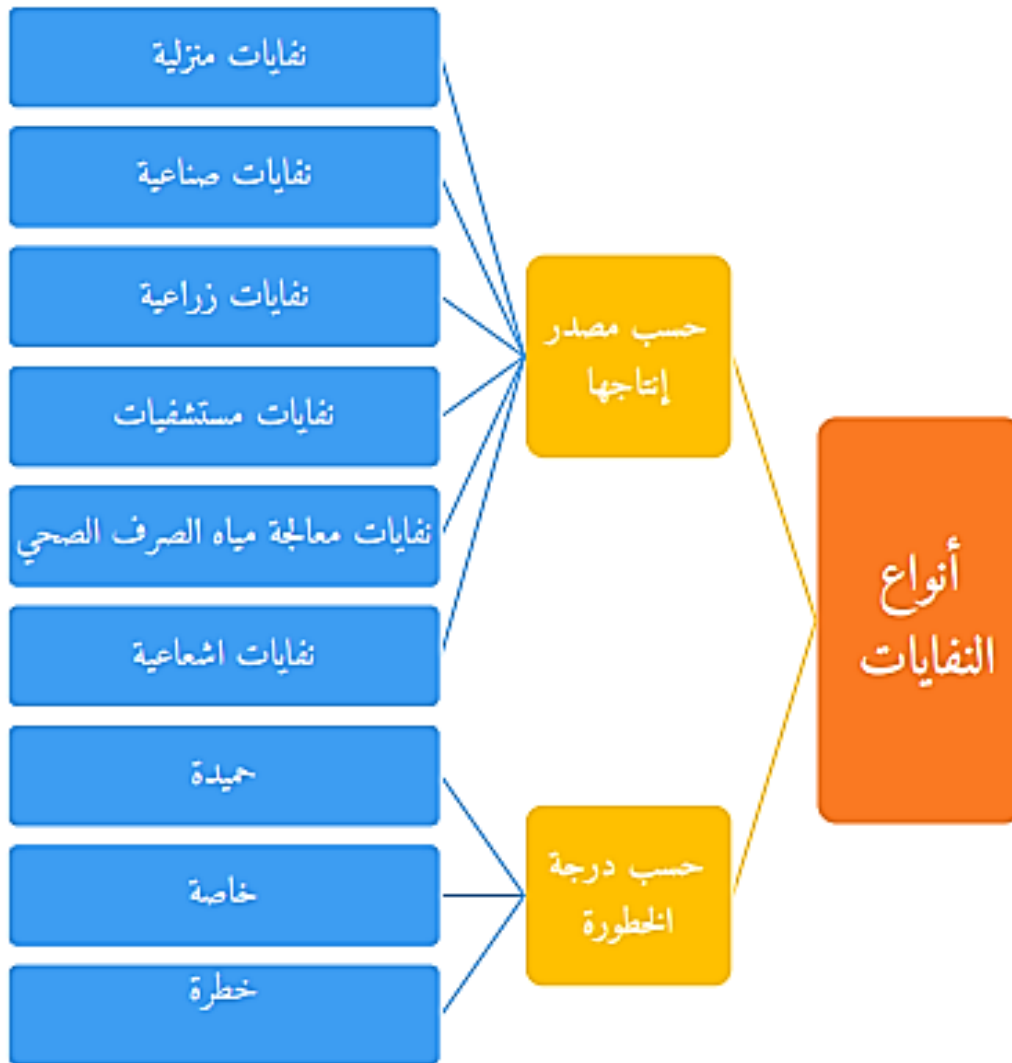 أنواع
النفايات
حسب مصدر
إنتاجها
نفايات منزلية
نفايات صناعية
نفايات زراعية
نفايات مستشفيات
نفايات معالجة مياه الصرف الصحي
نفايات اشعاعية
حسب درجة
الخطورة
حميدة
خاصة
خطرة